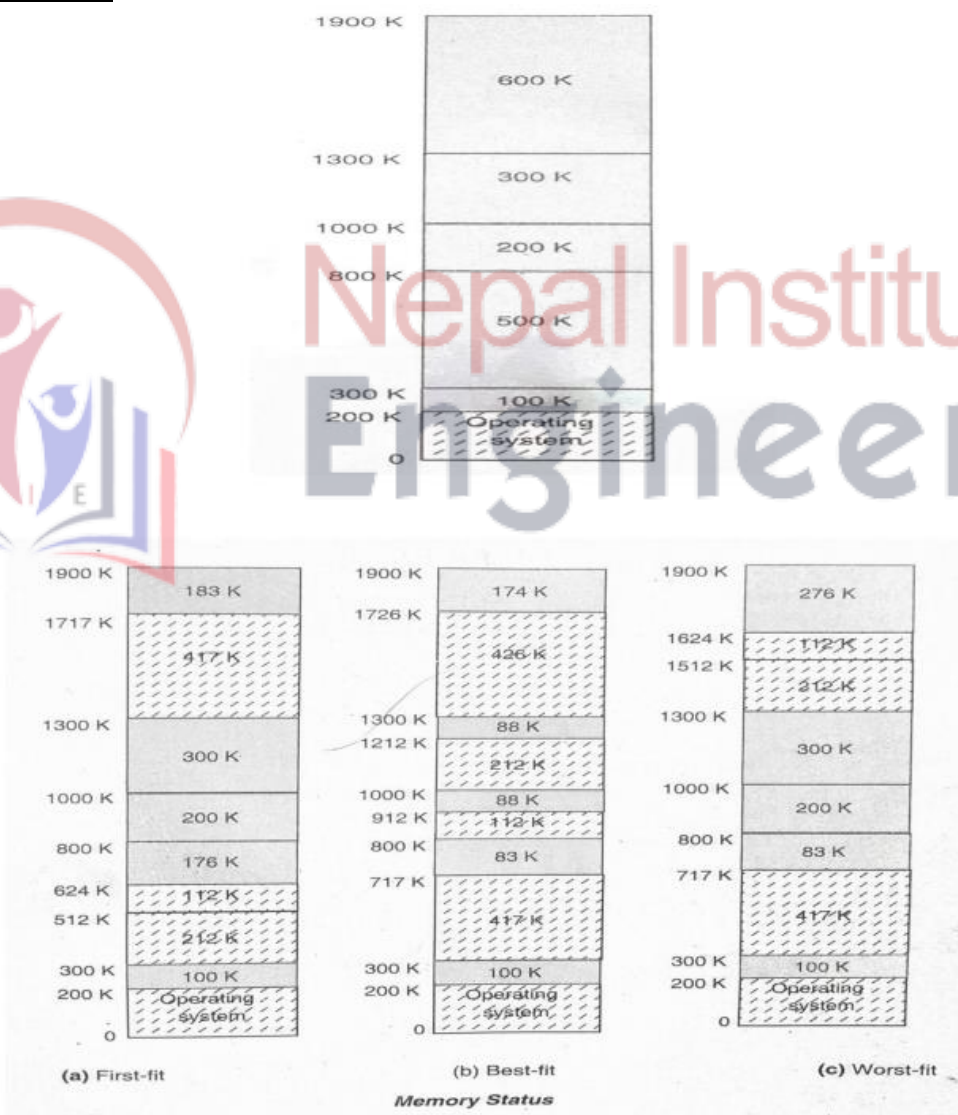 1900 K
600 K
1300 K
300 K
1000 K
200 K
800 K
500 K
300 K
100 K
200 K
Operating
system
0
Nepal Institu
Engineer
I E
1900 K
183 K
1717 K
417 K
1300 K
300 K
1000 K
200 K
800 K
176 K
624 K
112 K
512 K
212 K
300 K
100 K
200 K
Operating
system
0
(a) First-fit
1900 K
174 K
1726 K
426 K
1300 K
88 K
1212 K
212 K
1000 K
88 K
912 K
112 K
800 K
83 K
717 K
417 K
300 K
100 K
200 K
Operating
system
0
(b) Best-fit
1900 K
276 K
1624 K
112 K
1512 K
212 K
1300 K
300 K
1000 K
200 K
800 K
83 K
717 K
417 K
300 K
100 K
200 K
Operating
system
0
(c) Worst-fit
Memory Status